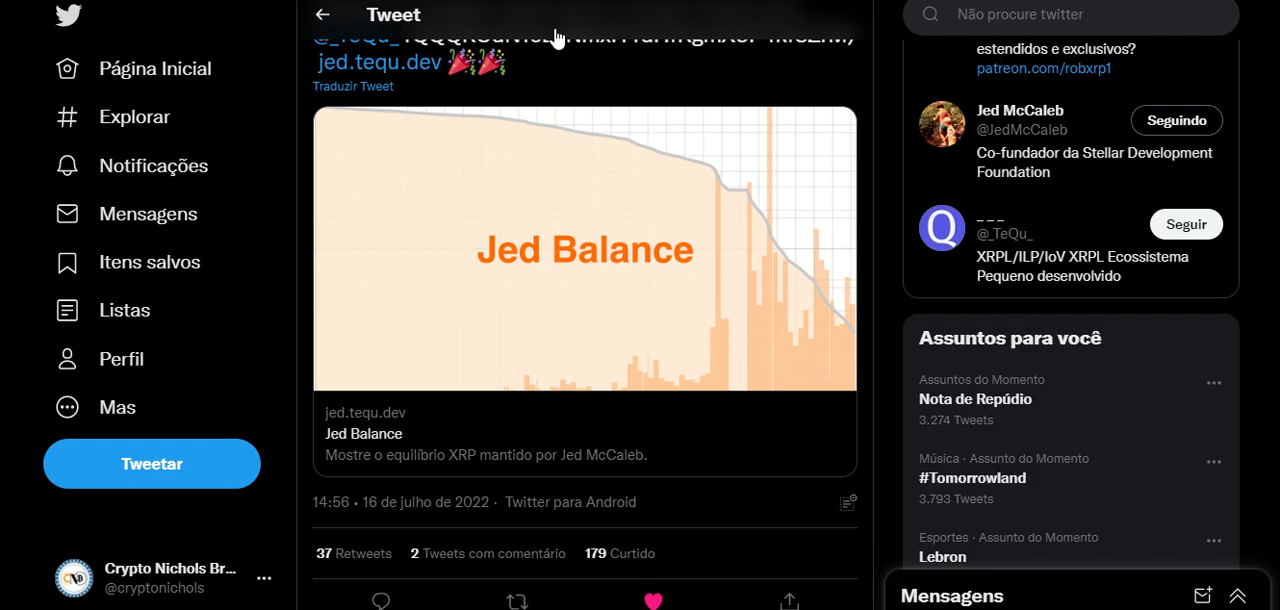 Página Inicial
Explorar
Notificações
Mensagens
Itens salvos
Listas
Perfil
Mas
Tweetar
Crypto Nichols Br...
@cryptonichols
Tweet
jed.tequ.dev
Traduzir Tweet
Jed Balance
jed.tequ.dev
Jed Balance
Mostre o equilíbrio XRP mantido por Jed McCaleb.
14:56 • 16 de julho de 2022 · Twitter para Android
37 Retweets 2 Tweets com comentário 179 Curtido
Não procure twitter
estendidos e exclusivos?
patreon.com/robxrp1
Jed McCaleb
@JedMcCaleb
Seguindo
Co-fundador da Stellar Development
Foundation
Q
_ _ _
@_TeQu_
Seguir
XRPL/ILP/IoV XRPL Ecossistema
Pequeno desenvolvido
Assuntos para você
Assuntos do Momento
Nota de Repúdio
3.274 Tweets
Música · Assunto do Momento
#Tomorrowland
3.793 Tweets
Esportes · Assunto do Momento
Lebron
Mensagens